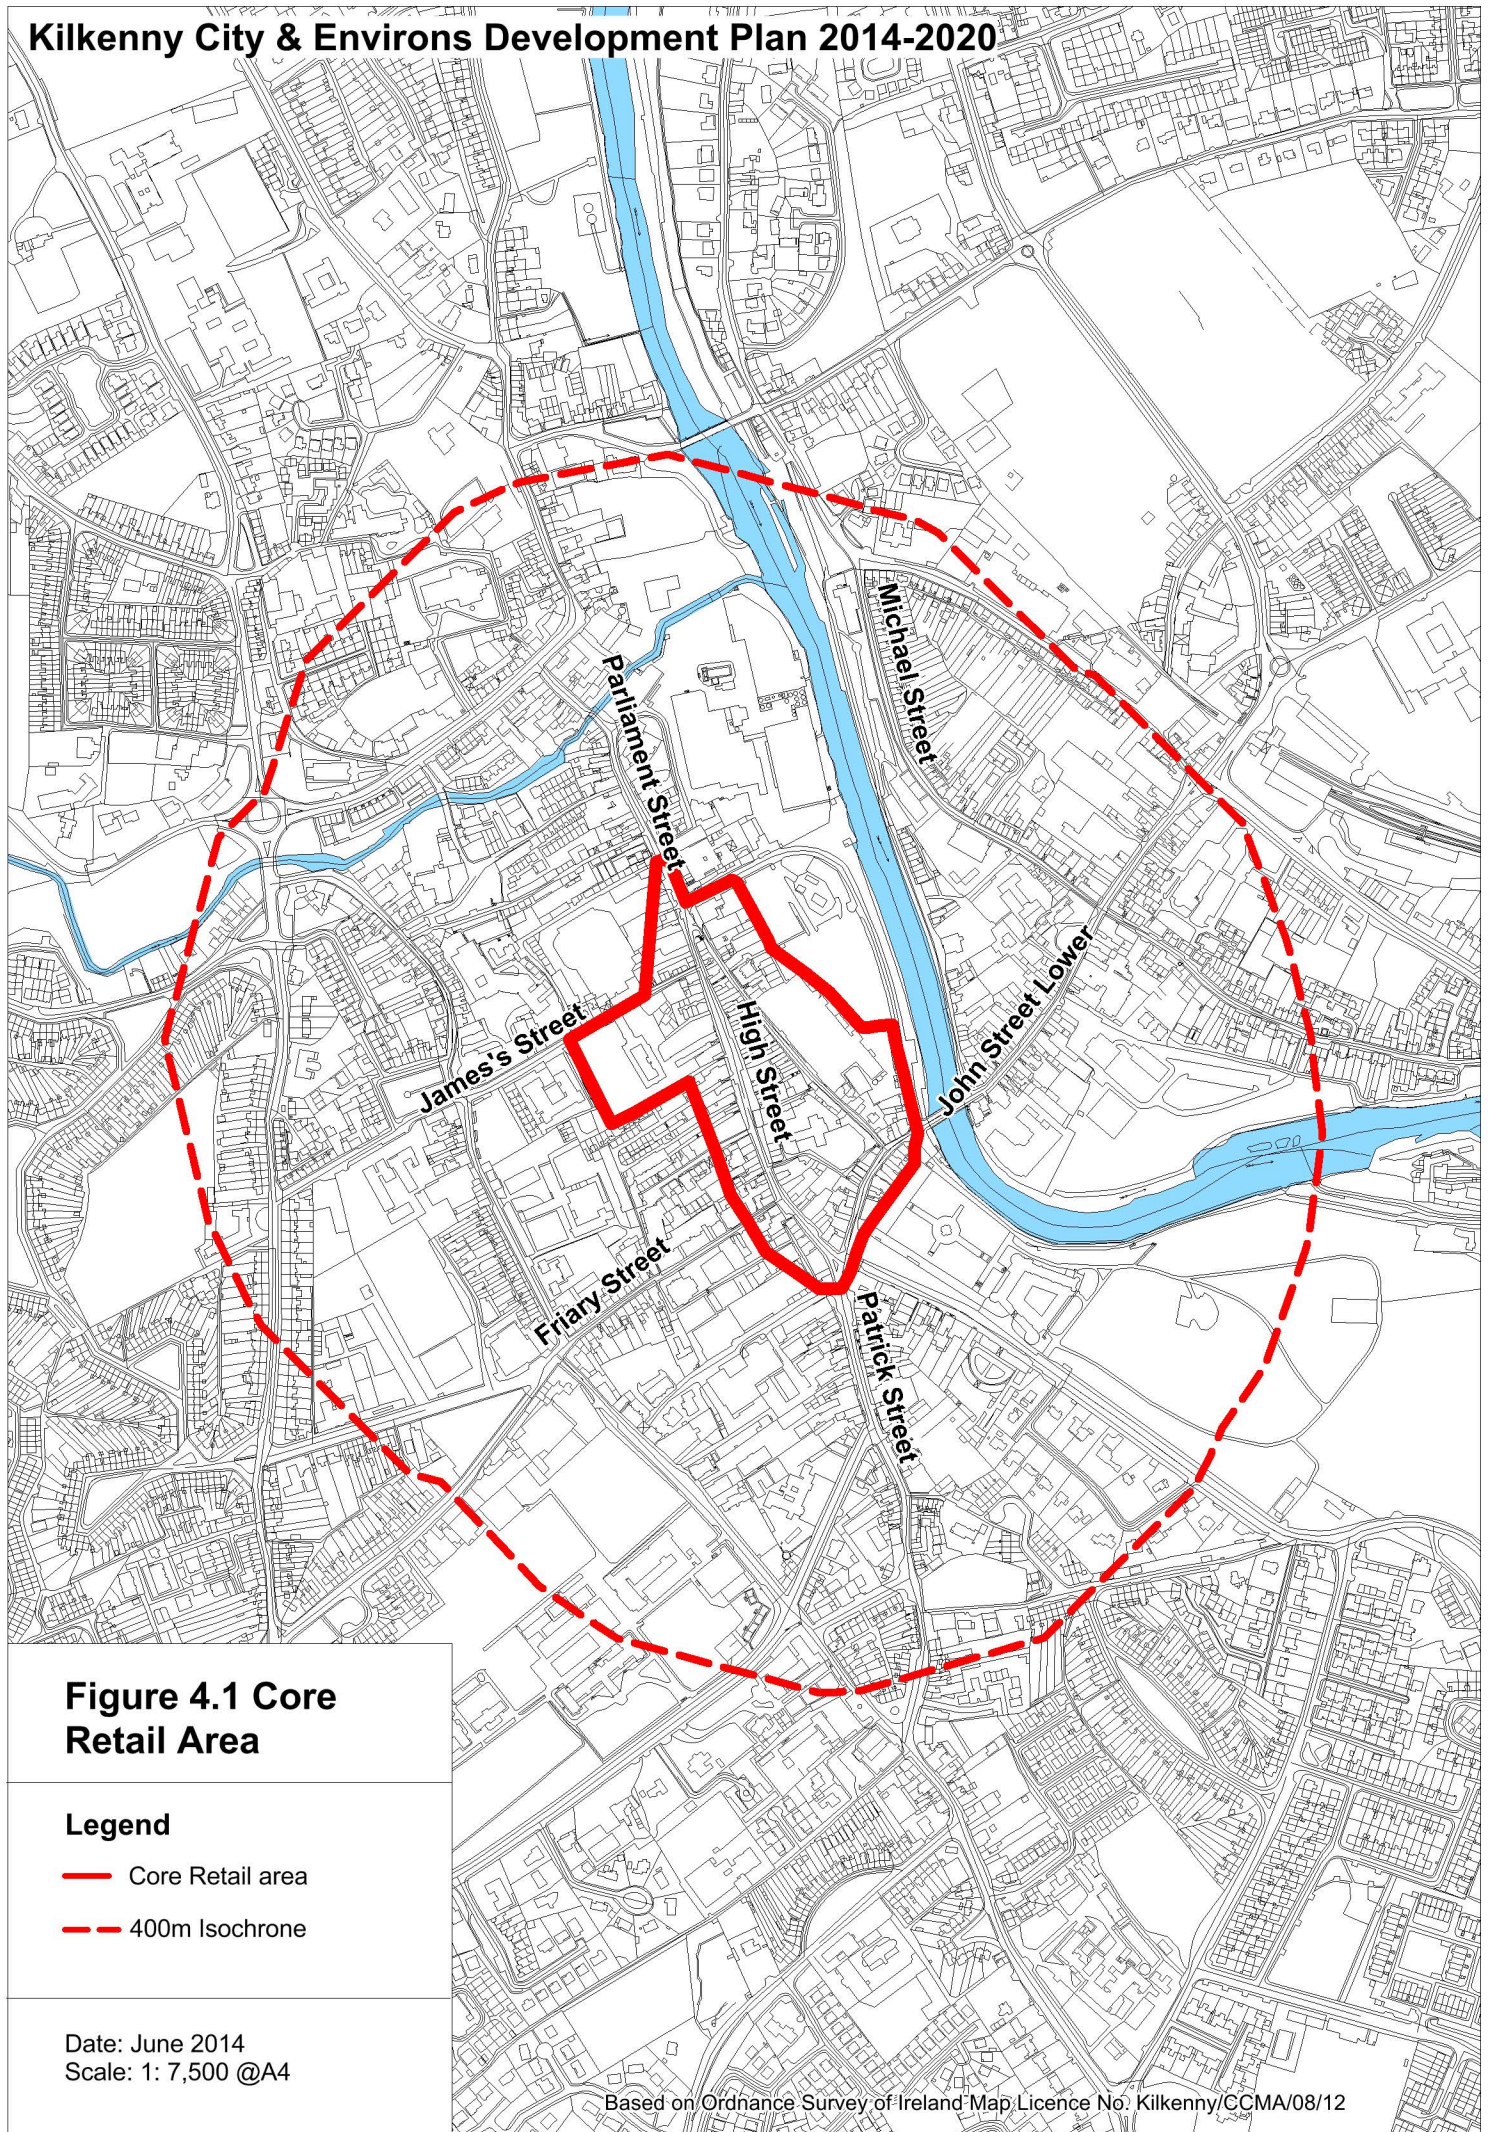 Kilkenny City & Environs Development Plan 2014-2020
Michael Street
Parliament Street
High Street
John Street Lower
James's Street
Friary Street
Patrick Street
Figure 4.1 Core
Retail Area
Legend
Core Retail area
400m Isochrone
Date: June 2014
Scale: 1: 7,500 @A4
Based on Ordnance Survey of Ireland Map Licence No. Kilkenny/CCMA/08/12